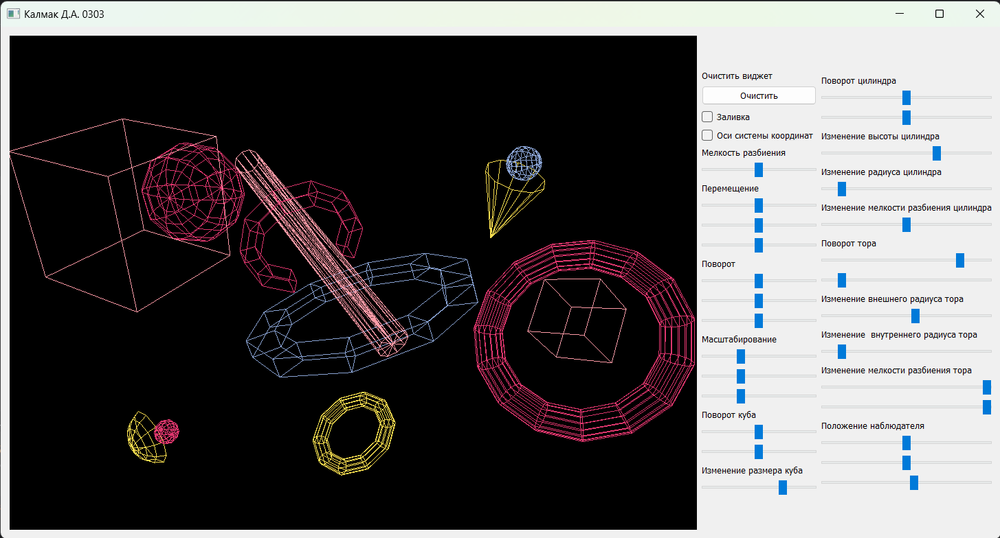 Калмак Д.А. 0303
Очистить виджет
Очистить
Заливка
Оси системы координат
Мелкость разбиения
Перемещение
Поворот
Масштабирование
Поворот куба
Изменение размера куба
Поворот цилиндра
Изменение высоты цилиндра
Изменение радиуса цилиндра
Изменение мелкости разбиения цилиндра
Поворот тора
Изменение внешнего радиуса тора
Изменение  внутреннего радиуса тора
Изменение мелкости разбиения тора
Положение наблюдателя